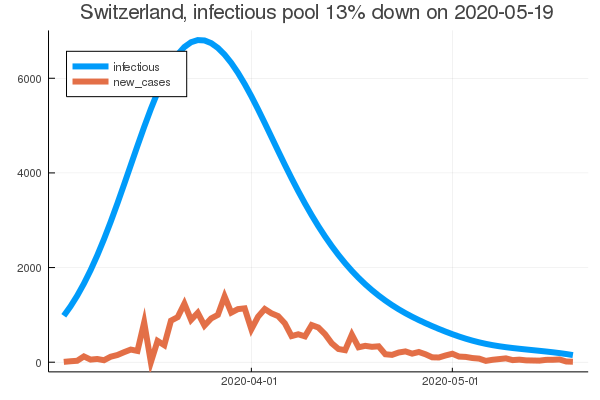 Switzerland, infectious pool 13% down on 2020-05-19
infectious
new_cases
6000
4000
2000
0
2020-04-01
2020-05-01